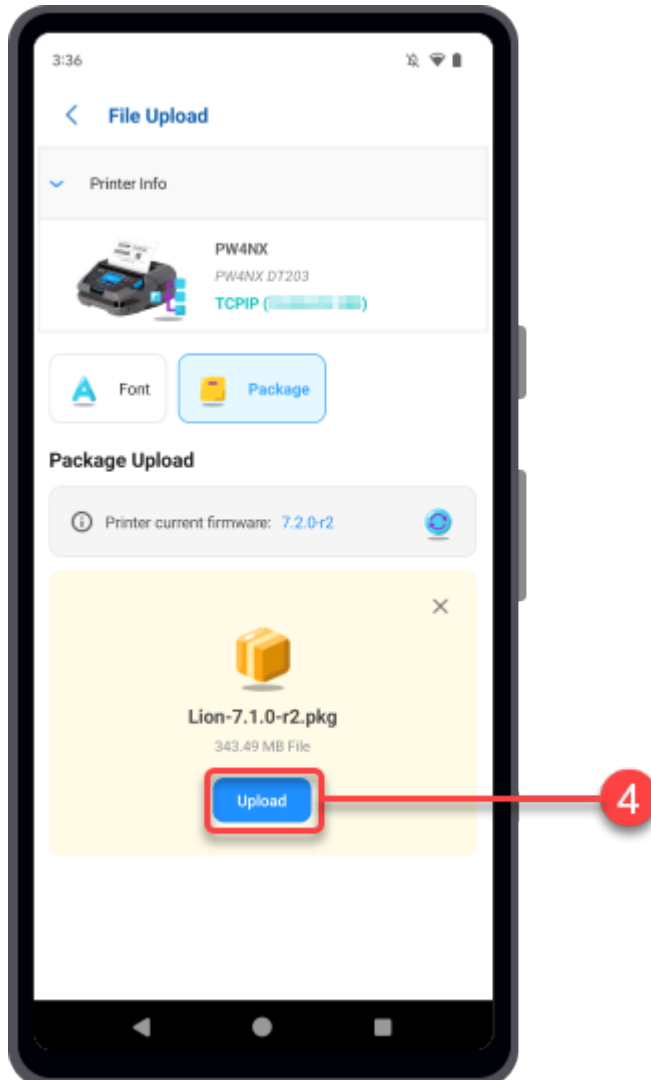 3:36
File Upload
Printer Info
PW4NX
PW4NX DT203
TCPIP ( )
Font
Package
Package Upload
Printer current firmware: 7.2.0-r2
Lion-7.1.0-r2.pkg
343.49 MB File
Upload
4